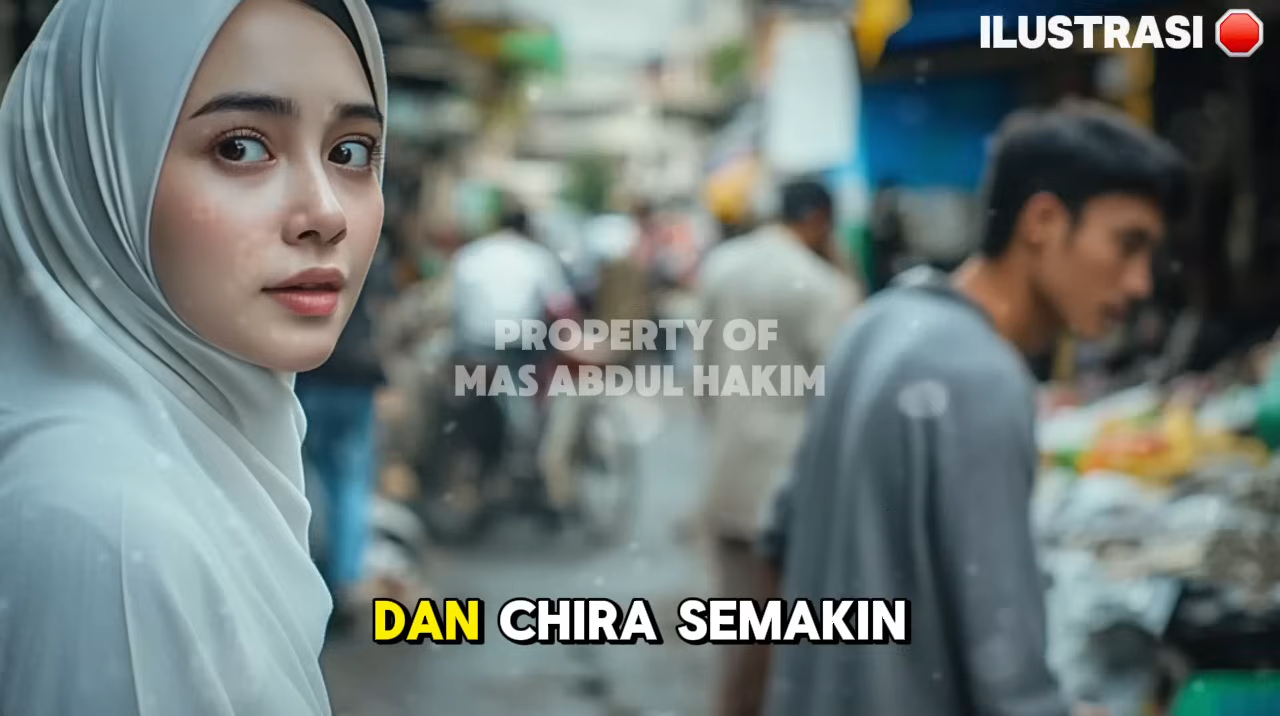 ILUSTRASI
PROPERTY OF
MAS ABDUL HAKIM
DAN CHIRA SEMAKIN